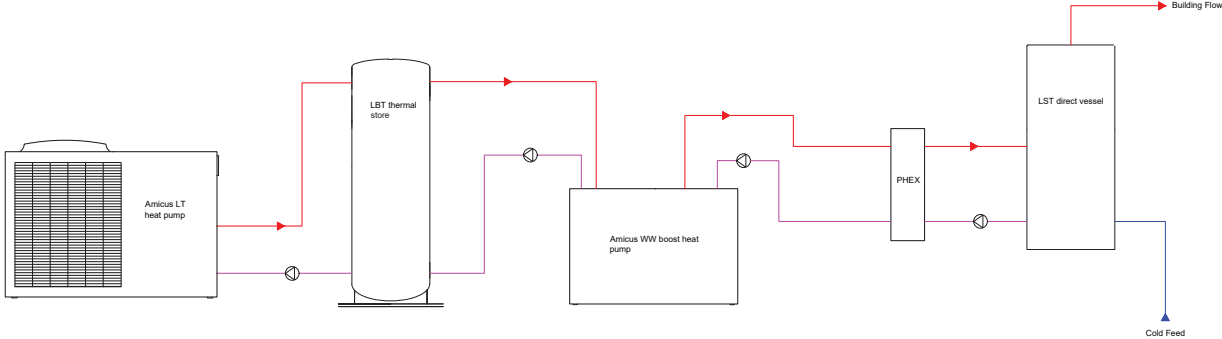 Building Flow
LBT thermal
store
LST direct vessel
PHEX
Amicus LT
heat pump
Amicus WW boost heat
pump
Cold Feed